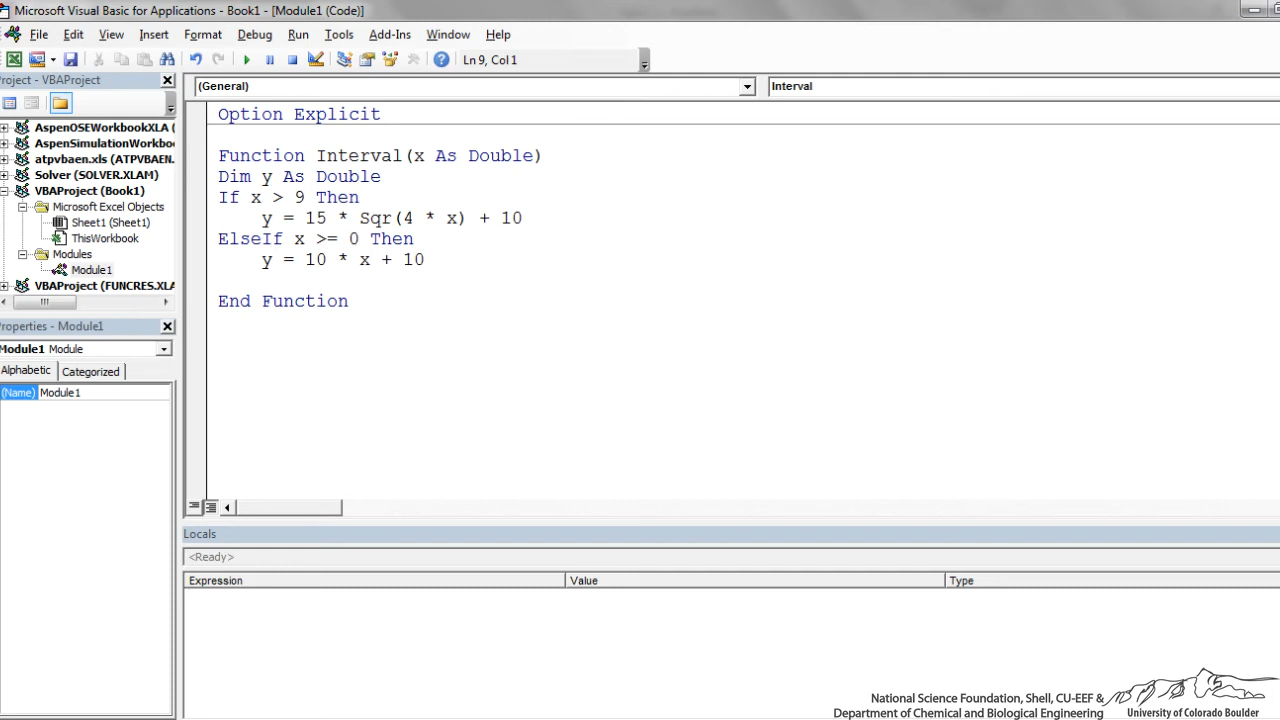 Microsoft Visual Basic for Applications - Book1 - [Module1 (Code)]
File Edit View Insert Format Debug Run Tools Add-Ins Window Help
Ln 9, Col 1
Project - VBAProject
(General) Interval
AspenOSEWorkbookXLA (
AspenSimulationWorkbo
atpvbaen.xls (ATPVBAEN.
Solver (SOLVER.XLAM)
VBAProject (Book1)
Microsoft Excel Objects
Sheet1 (Sheet1)
ThisWorkbook
Modules
Module1
VBAProject (FUNCRES.XLA
Properties - Module1
Module1 Module
Alphabetic Categorized
(Name) Module1
Option Explicit
Function Interval(x As Double)
Dim y As Double
If x > 9 Then
y = 15 * Sqr(4 * x) + 10
ElseIf x >= 0 Then
y = 10 * x + 10
End Function
Locals
<Ready>
Expression Value Type
National Science Foundation, Shell, CU-EEF &
Department of Chemical and Biological Engineering
University of Colorado Boulder